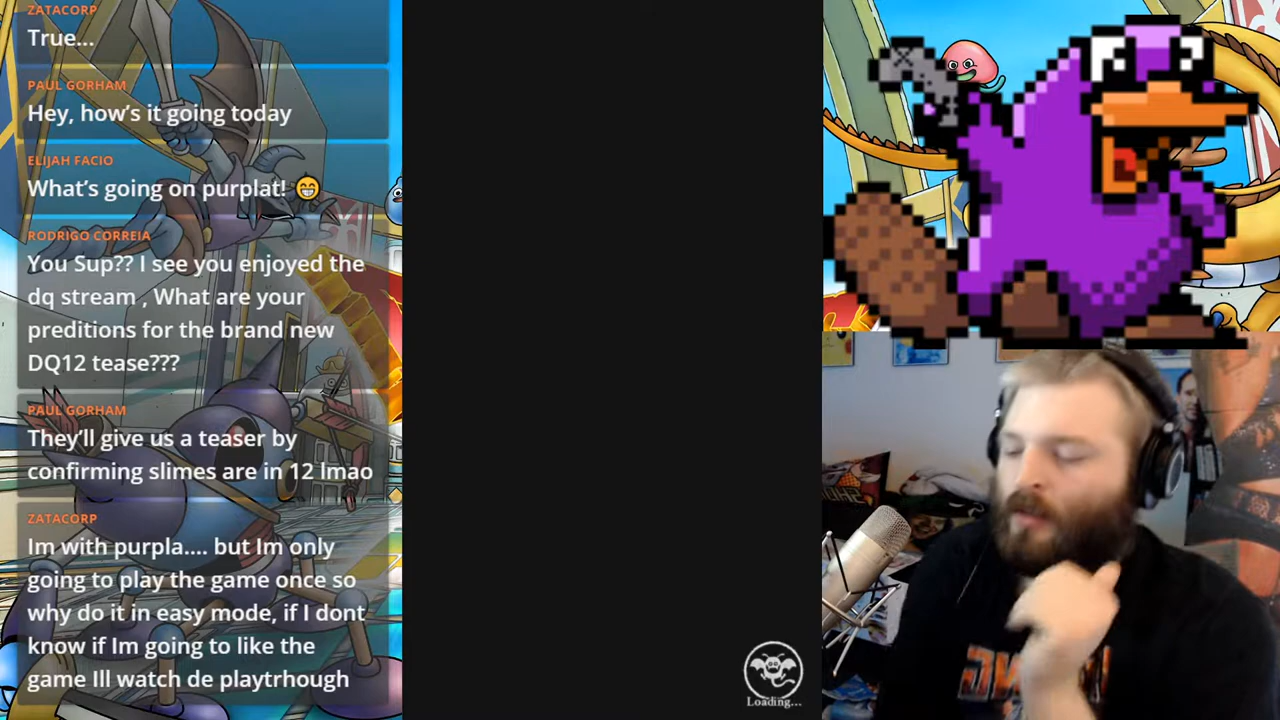 ZATACORP
True...
PAUL GORHAM
Hey, how's it going today
ELIJAH FACIO
What's going on purplat! 😁
RODRIGO CORREIA
You Sup?? I see you enjoyed the
dq stream , What are your
preditions for the brand new
DQ12 tease???
PAUL GORHAM
They'll give us a teaser by
confirming slimes are in 12 lmao
ZATACORP
Im with purpla.... but Im only
going to play the game once so
why do it in easy mode, if I dont
know if Im going to like the
game Ill watch de playtrhough
Loading...